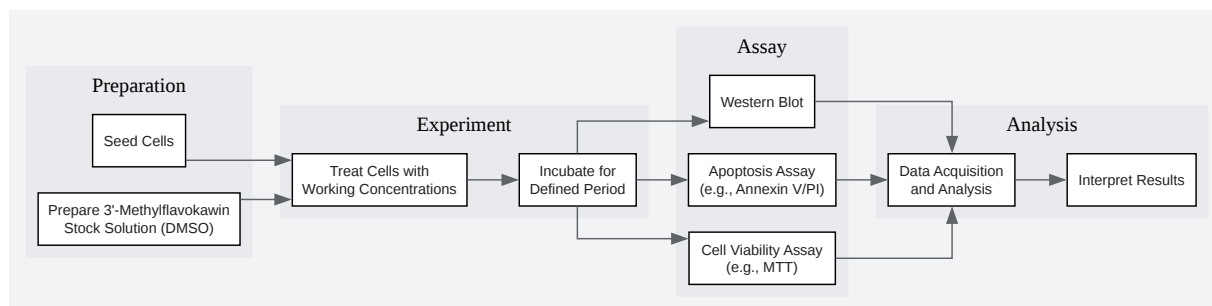 Preparation
Seed Cells
Prepare 3'-Methylflavokawin
Stock Solution (DMSO)
Experiment
Treat Cells with
Working Concentrations
Incubate for
Defined Period
Assay
Western Blot
Apoptosis Assay
(e.g., Annexin V/PI)
Cell Viability Assay
(e.g., MTT)
Analysis
Data Acquisition
and Analysis
Interpret Results